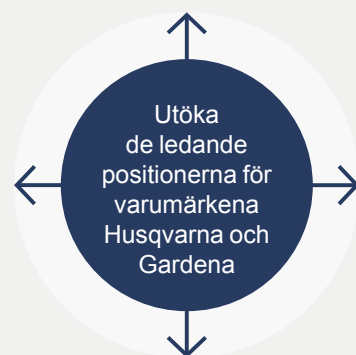 Utöka
de ledande
positionerna för
varumärkena
Husqvarna och
Gardena